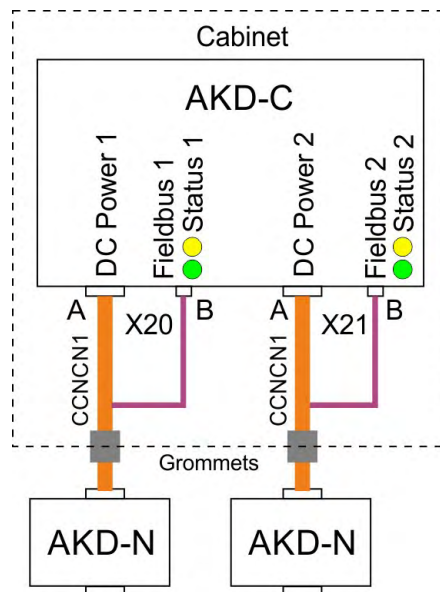 Cabinet
AKD-C
DC Power 1
Fieldbus 1
Status 1
DC Power 2
Fieldbus 2
Status 2
A
X20
B
A
X21
B
CCNCN1
CCNCN1
Grommets
AKD-N
AKD-N